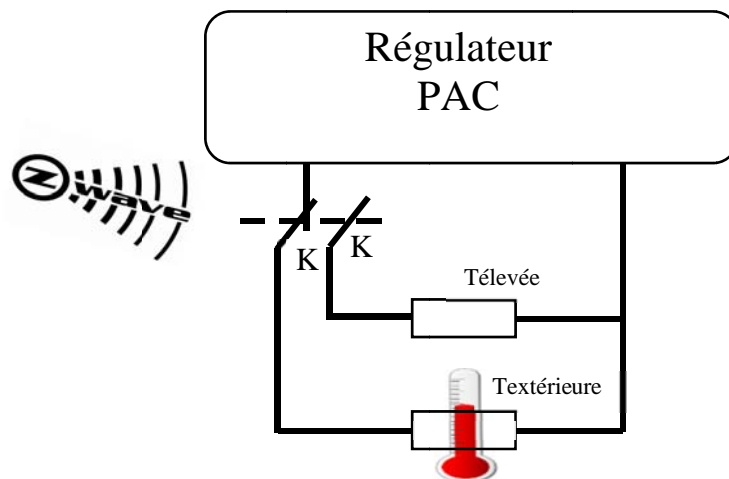 Régulateur
PAC
Z wave
K
K
Télevée
Textérieure